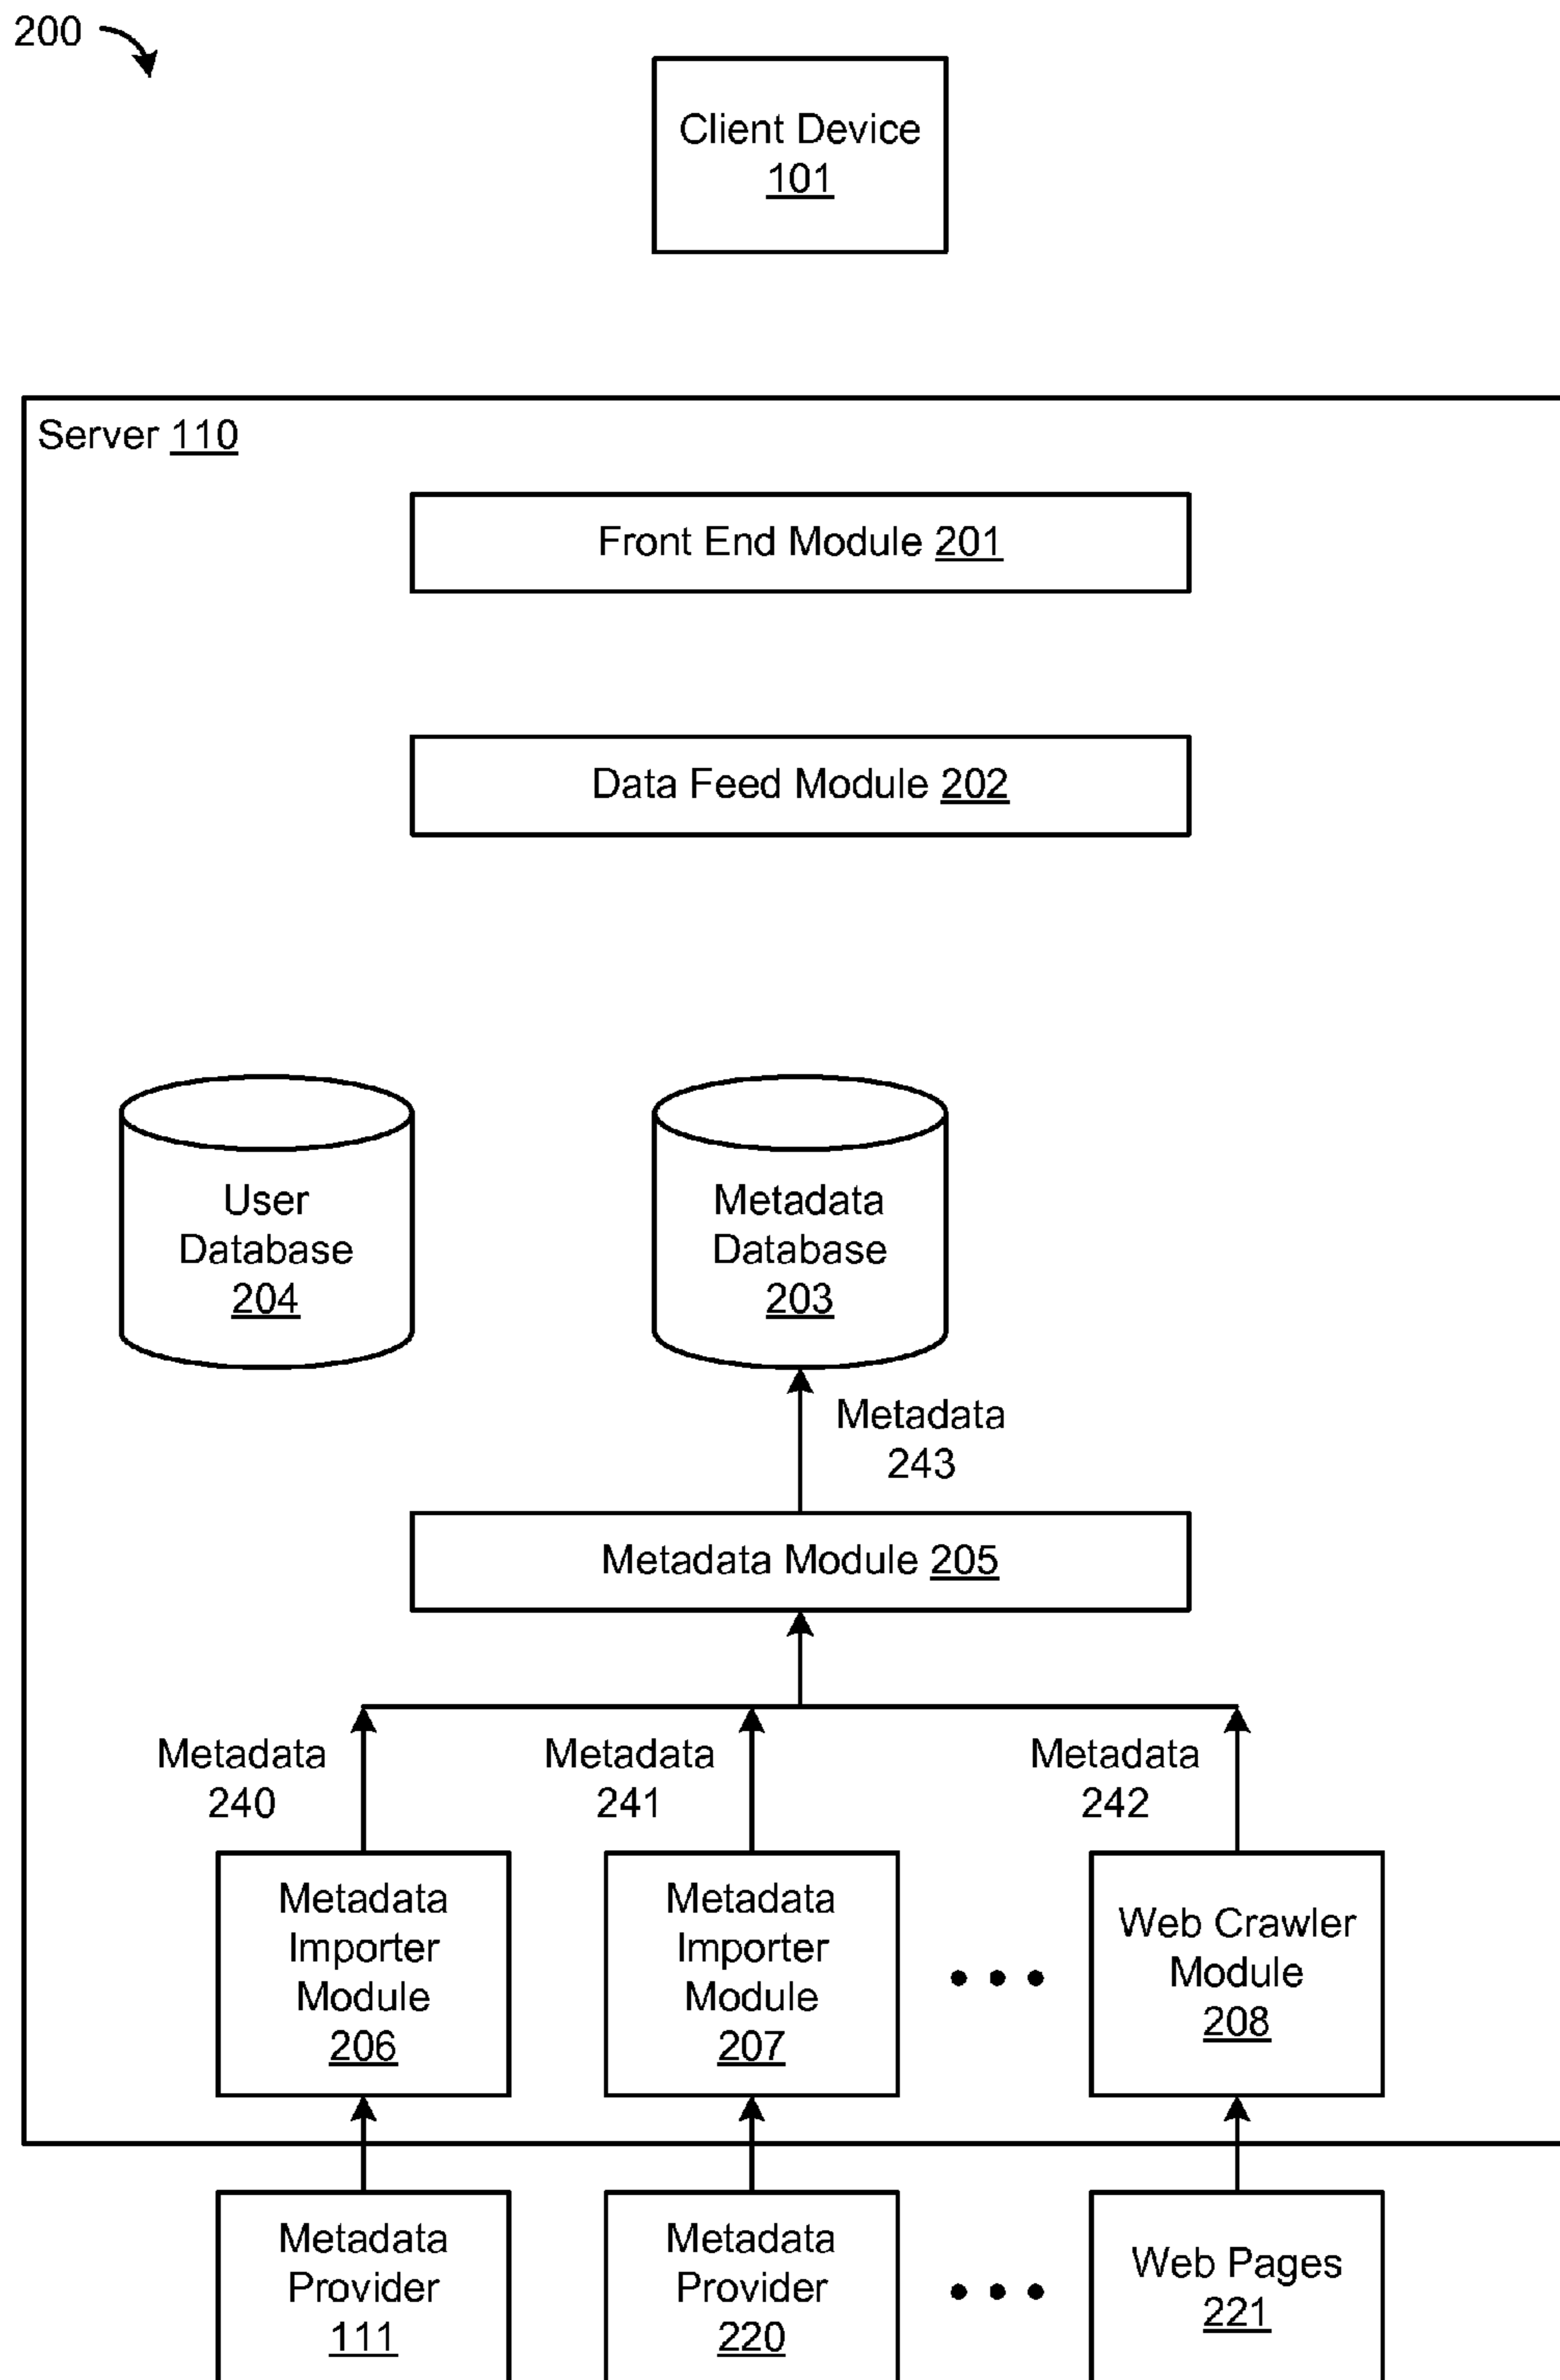 200
Client Device
101
Server 110
Front End Module 201
Data Feed Module 202
User
Database
204
Metadata
Database
203
Metadata
243
Metadata Module 205
Metadata
240
Metadata
241
Metadata
242
Metadata
Importer
Module
206
Metadata
Importer
Module
207
Web Crawler
Module
208
Metadata
Provider
111
Metadata
Provider
220
Web Pages
221